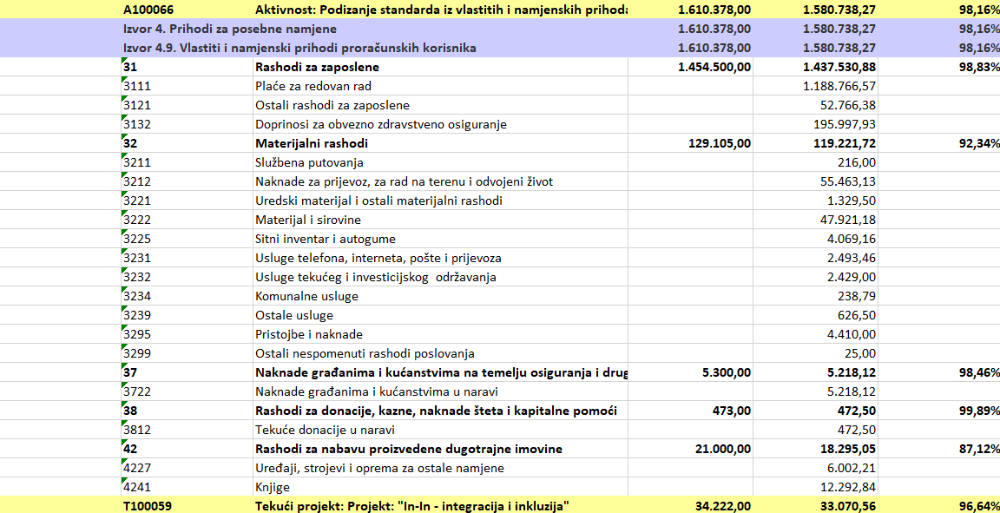 A100066 Aktivnost: Podizanje standarda iz vlastitih i namjenskih prihoda 1.610.378,00 1.580.738,27 98,16%
Izvor 4. Prihodi za posebne namjene 1.610.378,00 1.580.738,27 98,16%
Izvor 4.9. Vlastiti i namjenski prihodi proračunskih korisnika 1.610.378,00 1.580.738,27 98,16%
31 Rashodi za zaposlene 1.454.500,00 1.437.530,88 98,83%
3111 Plaće za redovan rad 1.188.766,57
3121 Ostali rashodi za zaposlene 52.766,38
3132 Doprinosi za obvezno zdravstveno osiguranje 195.997,93
32 Materijalni rashodi 129.105,00 119.221,72 92,34%
3211 Službena putovanja 216,00
3212 Naknade za prijevoz, za rad na terenu i odvojeni život 55.463,13
3221 Uredski materijal i ostali materijalni rashodi 1.329,50
3222 Materijal i sirovine 47.921,18
3225 Sitni inventar i autogume 4.069,16
3231 Usluge telefona, interneta, pošte i prijevoza 2.493,46
3232 Usluge tekućeg i investicijskog  održavanja 2.429,00
3234 Komunalne usluge 238,79
3239 Ostale usluge 626,50
3295 Pristojbe i naknade 4.410,00
3299 Ostali nespomenuti rashodi poslovanja 25,00
37 Naknade građanima i kućanstvima na temelju osiguranja i drug 5.300,00 5.218,12 98,46%
3722 Naknade građanima i kućanstvima u naravi 5.218,12
38 Rashodi za donacije, kazne, naknade šteta i kapitalne pomoći 473,00 472,50 99,89%
3812 Tekuće donacije u naravi 472,50
42 Rashodi za nabavu proizvedene dugotrajne imovine 21.000,00 18.295,05 87,12%
4227 Uređaji, strojevi i oprema za ostale namjene 6.002,21
4241 Knjige 12.292,84
T100059 Tekući projekt: Projekt: "In-In - integracija i inkluzija" 34.222,00 33.070,56 96,64%